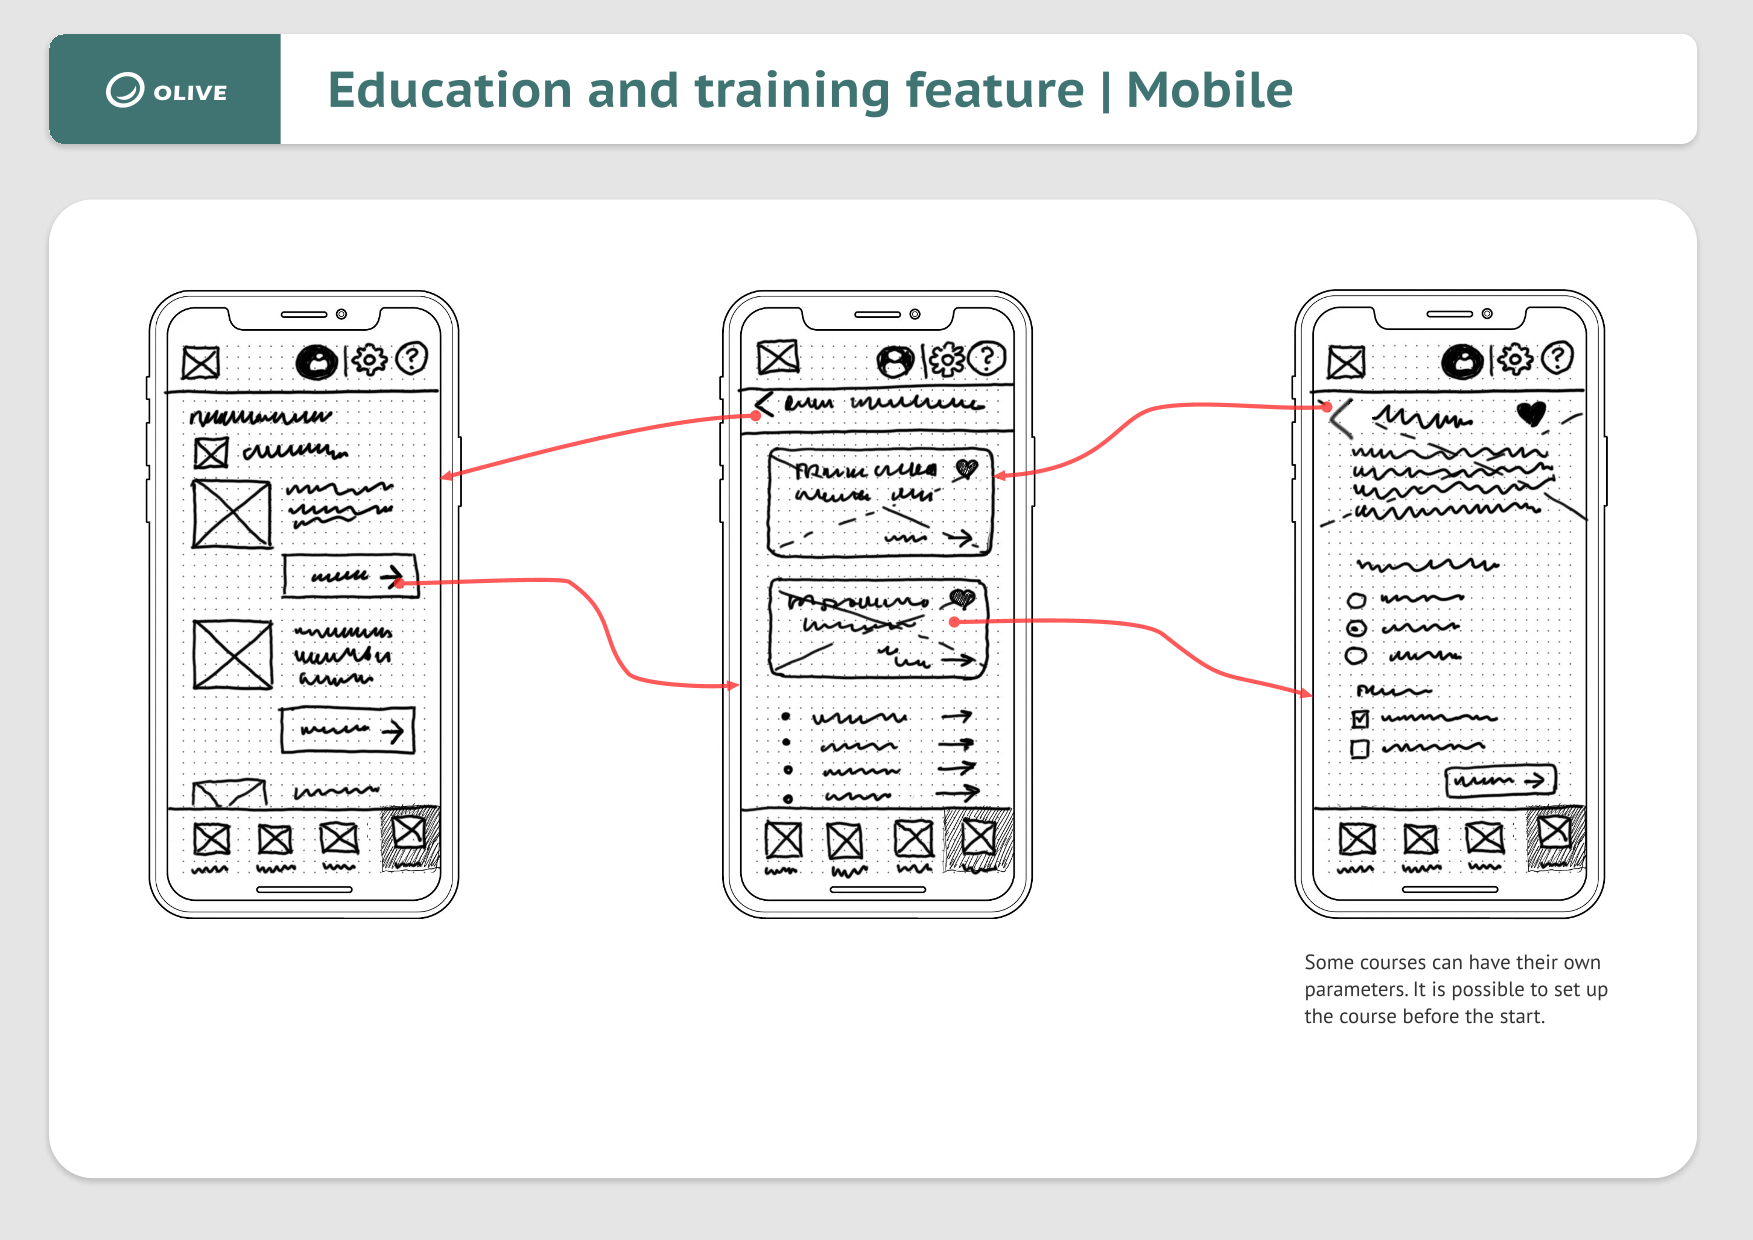 OLIVE
Education and training feature | Mobile
?
?
?
Some courses can have their own
parameters. It is possible to set up
the course before the start.